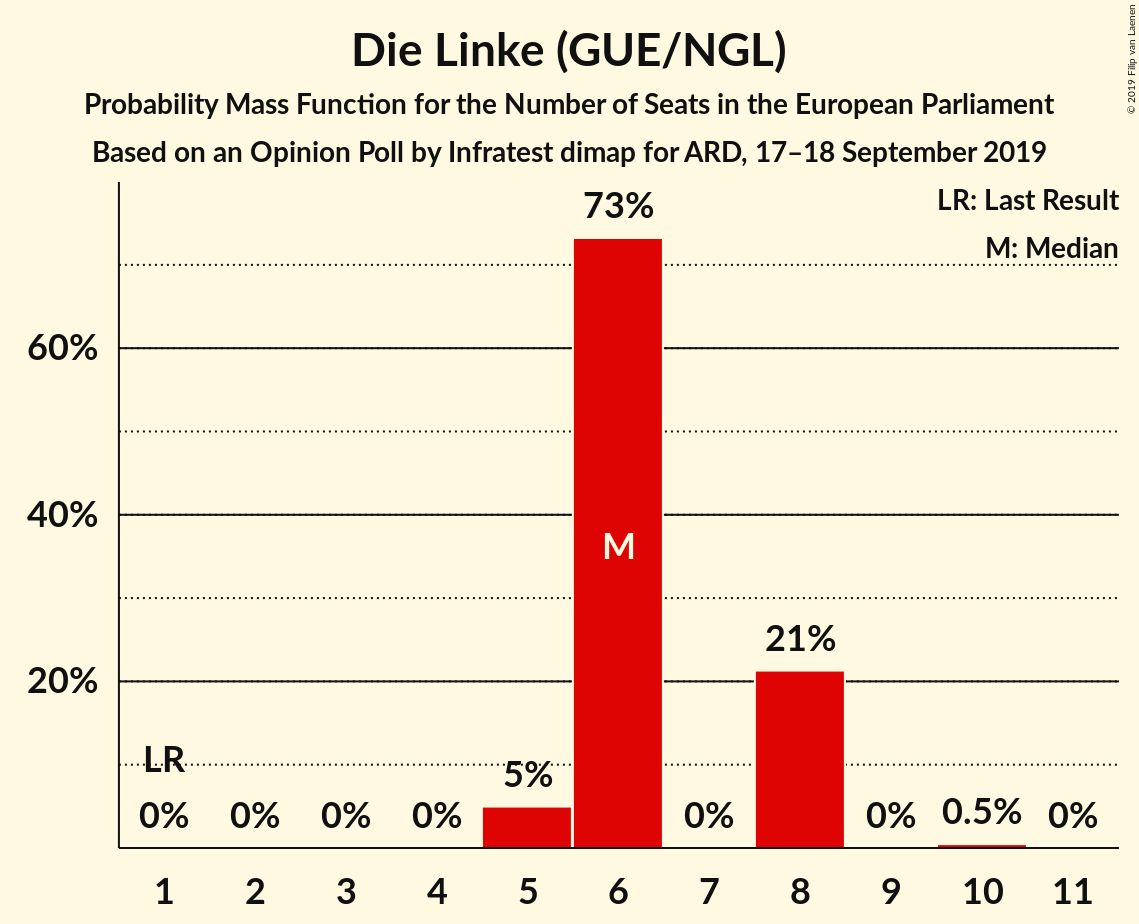 Die Linke (GUE/NGL)
Probability Mass Function for the Number of Seats in the European Parliament
Based on an Opinion Poll by Infratest dimap for ARD, 17–18 September 2019
© 2019 Filip van Laenen
LR: Last Result
M: Median
73%
60%
40%
M
21%
20%
LR
5%
0% 0% 0% 0% 0% 0% 0.5% 0%
1 2 3 4 5 6 7 8 9 10 11